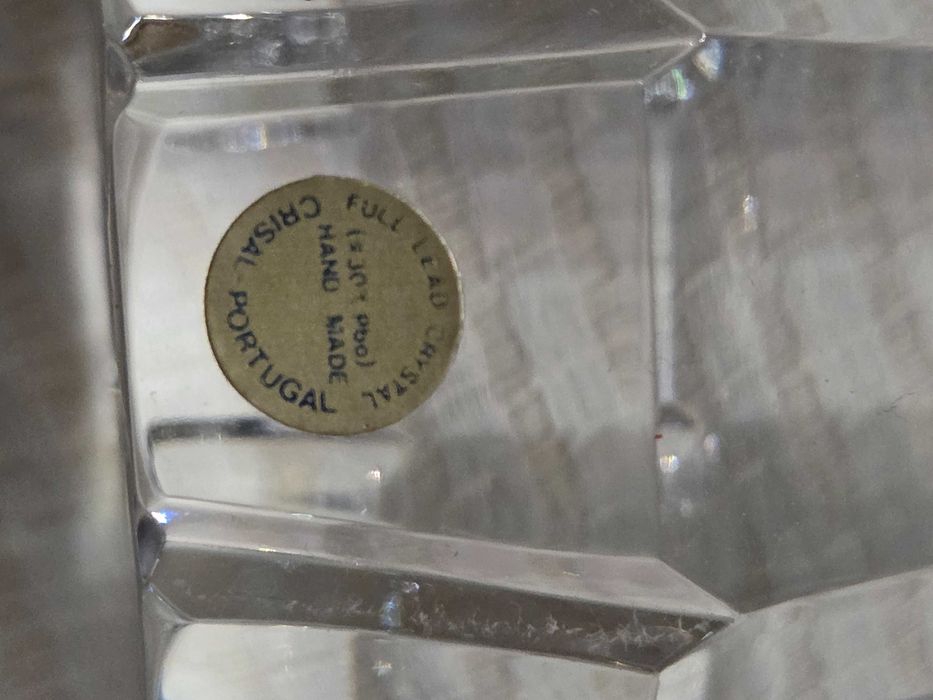 FULL LEAD CRYSTAL
(≥ 30% PbO)
HAND MADE
CRISAL PORTUGAL